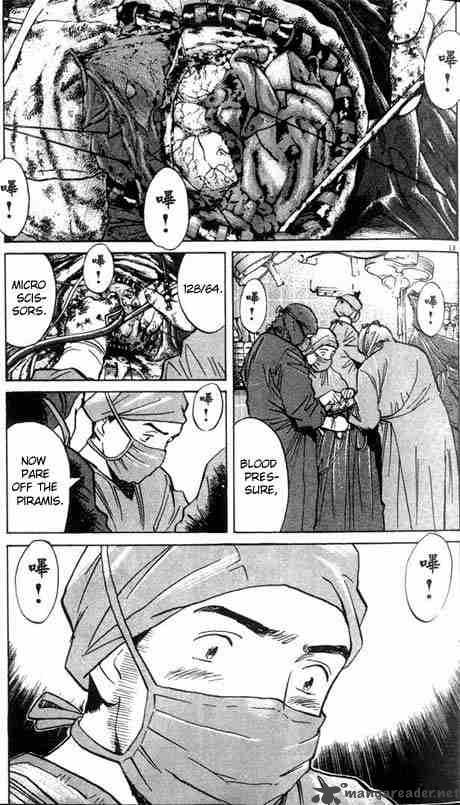 嗶!
嗶!
嗶!
嗶!
嗶!
BLOOD
PRES-
SURE,
128/64.
嗶!
MICRO
SCIS-
SORS.
嗶!
NOW
PARE
OFF THE
PIRAMIS.
嗶!
嗶!
mangareader.net